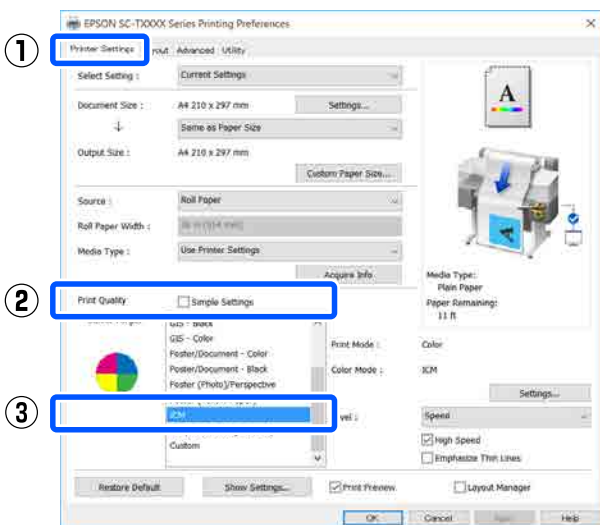 EPSON SC-TXXXX Series Printing Preferences
①
Printer Settings
Advanced
Utility
Select Setting :
Current Settings
Document Size :
A4 210 x 297 mm
Settings...
Same as Paper Size
Output Size :
A4 210 x 297 mm
Custom Paper Size...
A
Source :
Roll Paper
Roll Paper Width :
Media Type :
Use Printer Settings
Acquire Info
Media Type:
Plain Paper
Paper Remaining:
11 ft
②
Print Quality
Simple Settings
GIS - Color
Poster/Document - Color
Poster/Document - Black
Poster (Photo)/Perspective
③
ICM
Custom
Print Mode :
Color
Color Mode :
ICM
Settings...
Speed
High Speed
Emphasize Thin Lines
Restore Default
Show Settings...
Print Preview
Layout Manager
OK
Cancel
Help